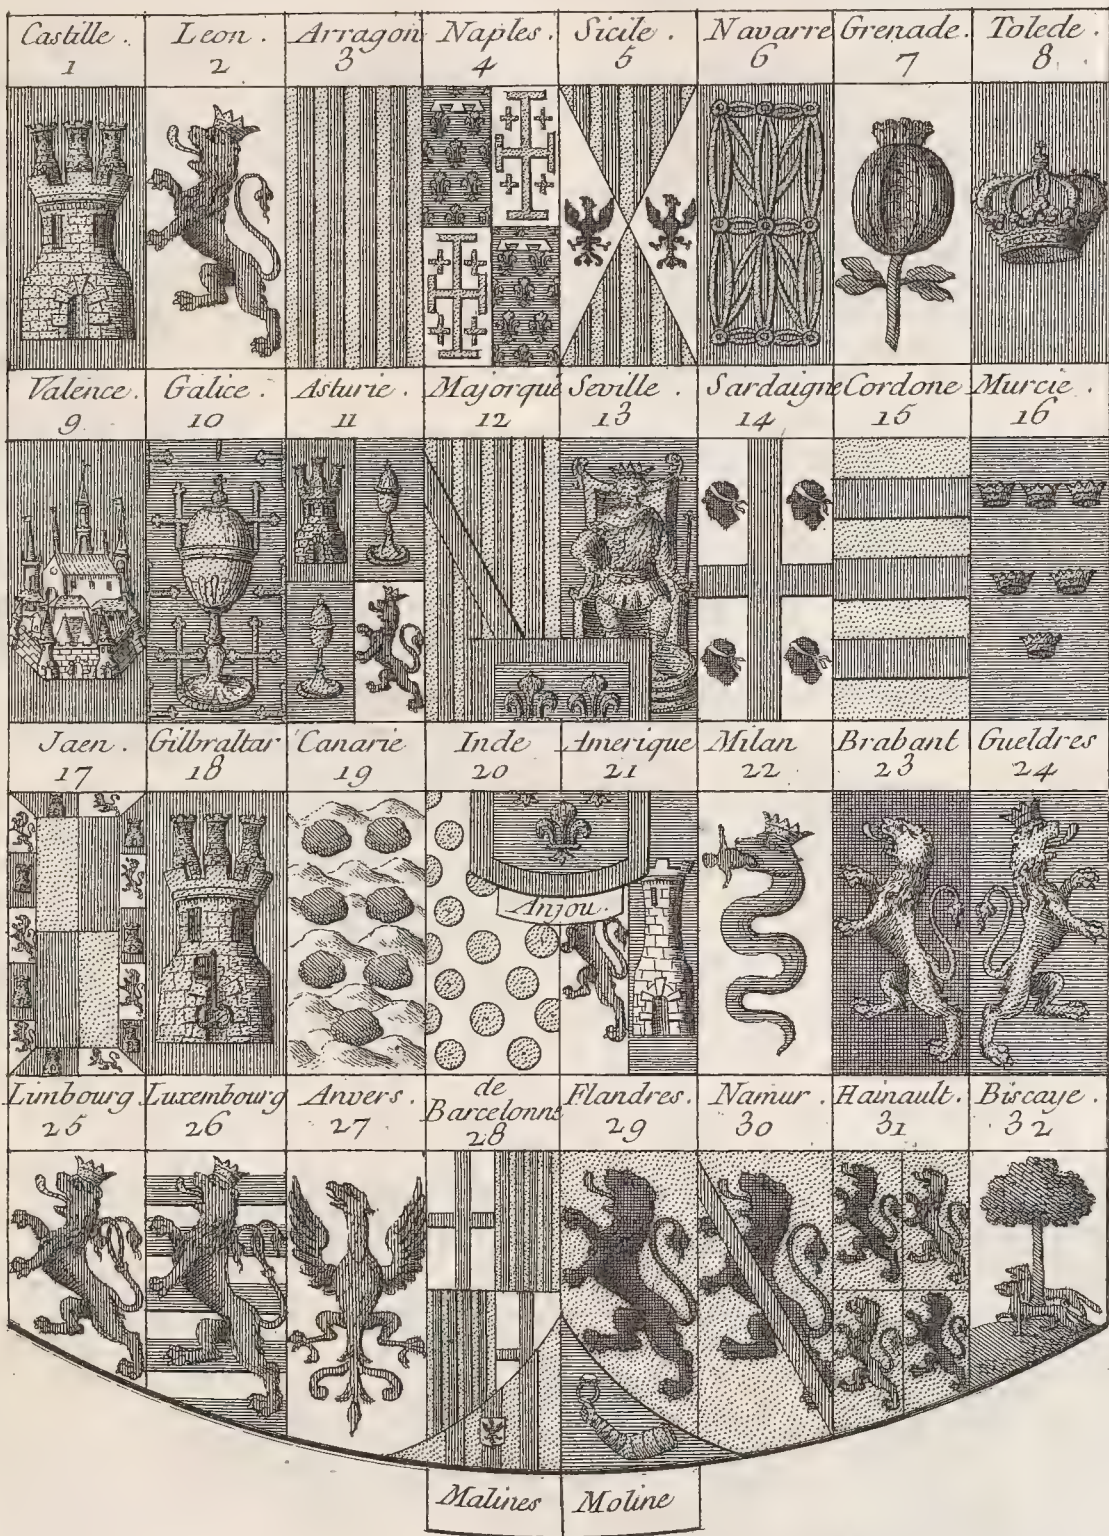 Castille. Leon. Arragon Naples. Sicile. Navarre Grenade. Tolede.
1 2 3 4 5 6 7 8
Valence. Galice. Asturie. Majorque Seville. Sardaigne Cordone Murcie.
9 10 11 12 13 14 15 16
Jaen. Gilbraltar Canarie Inde Amerique Milan Brabant Gueldres
17 18 19 20 21 22 23 24
Anjou.
Limbourg. Luxembourg Anvers. de Barcelonne Flandres. Namur. Hainault. Biscaye.
25 26 27 28 29 30 31 32
Malines Moline